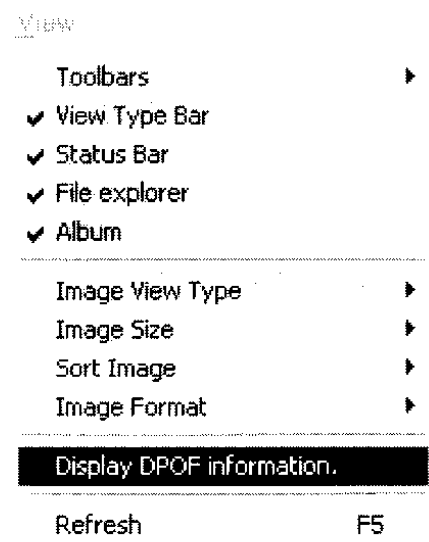 View
Toolbars
View Type Bar
Status Bar
File explorer
Album
Image View Type
Image Size
Sort Image
Image Format
Display DPOF information.
Refresh F5